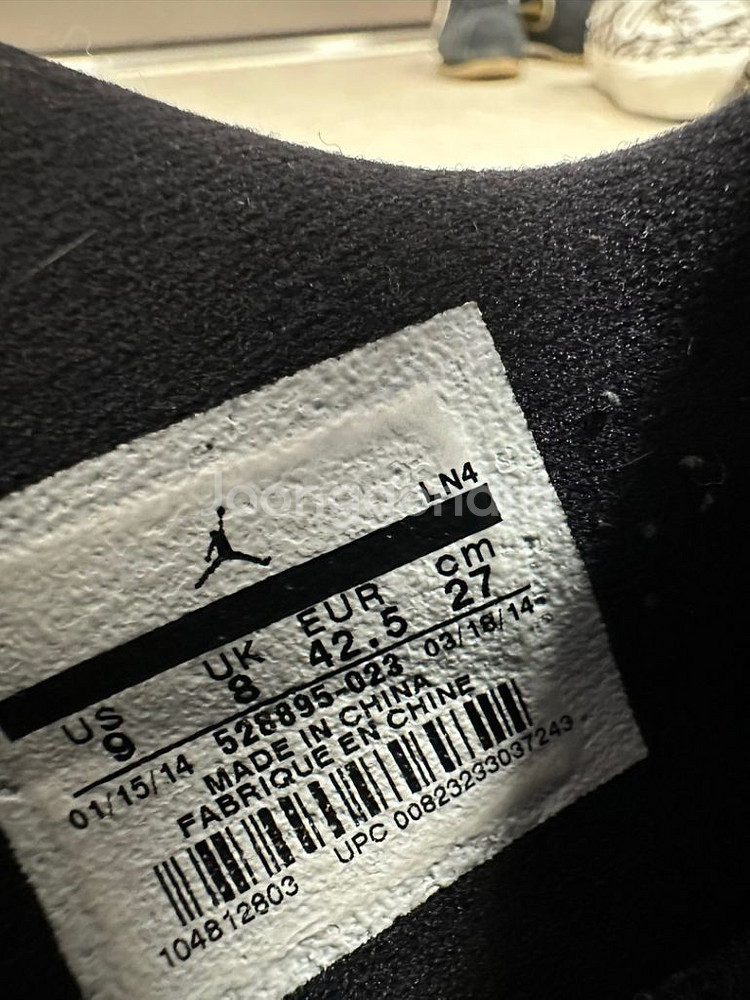 LN4
US UK EUR cm
9 8 42.5 27
01/15/14 528895-023 03/18/14
MADE IN CHINA
FABRIQUE EN CHINE
UPC 00823233037243
104812803